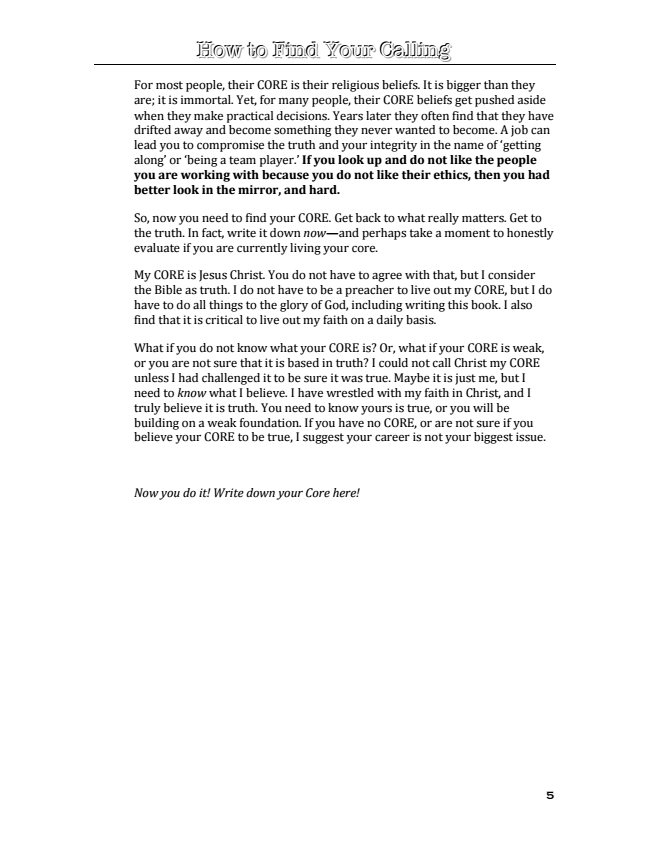 How to Find Your Calling
For most people, their CORE is their religious beliefs. It is bigger than they
are; it is immortal. Yet, for many people, their CORE beliefs get pushed aside
when they make practical decisions. Years later they often find that they have
drifted away and become something they never wanted to become. A job can
lead you to compromise the truth and your integrity in the name of ‘getting
along’ or ‘being a team player.’ If you look up and do not like the people
you are working with because you do not like their ethics, then you had
better look in the mirror, and hard.
So, now you need to find your CORE. Get back to what really matters. Get to
the truth. In fact, write it down now—and perhaps take a moment to honestly
evaluate if you are currently living your core.
My CORE is Jesus Christ. You do not have to agree with that, but I consider
the Bible as truth. I do not have to be a preacher to live out my CORE, but I do
have to do all things to the glory of God, including writing this book. I also
find that it is critical to live out my faith on a daily basis.
What if you do not know what your CORE is? Or, what if your CORE is weak,
or you are not sure that it is based in truth? I could not call Christ my CORE
unless I had challenged it to be sure it was true. Maybe it is just me, but I
need to know what I believe. I have wrestled with my faith in Christ, and I
truly believe it is truth. You need to know yours is true, or you will be
building on a weak foundation. If you have no CORE, or are not sure if you
believe your CORE to be true, I suggest your career is not your biggest issue.
Now you do it! Write down your Core here!
5